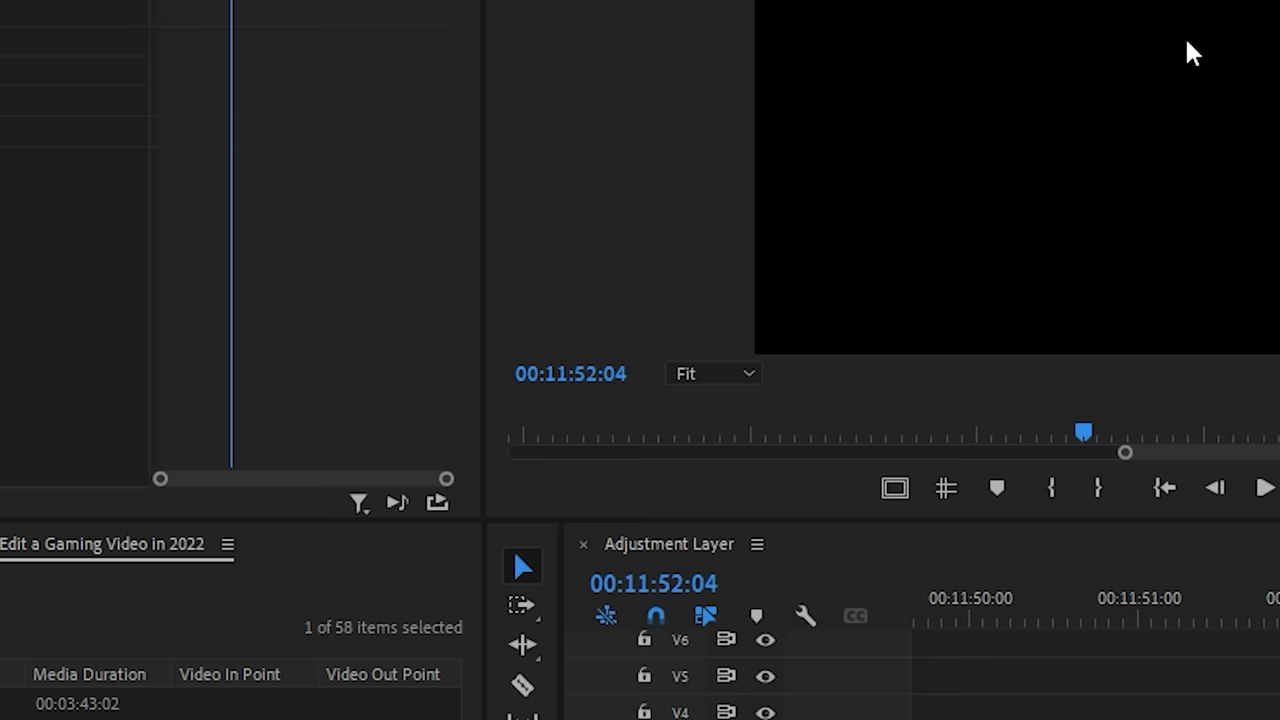 00:11:52:04
Fit
Edit a Gaming Video in 2022
1 of 58 items selected
Media Duration
Video In Point
Video Out Point
00:03:43:02
Adjustment Layer
00:11:52:04
00:11:50:00
00:11:51:00
00
CC
V6
V5
V4